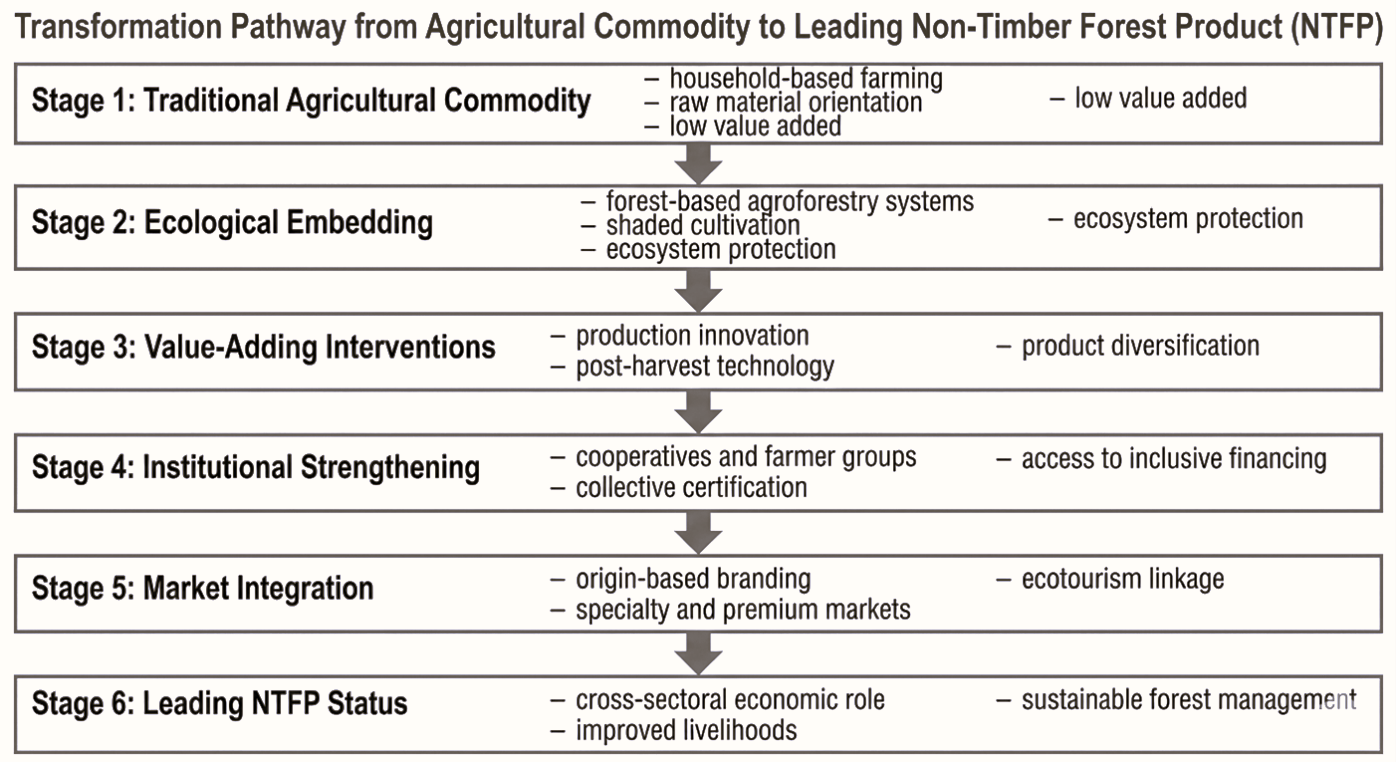 Transformation Pathway from Agricultural Commodity to Leading Non-Timber Forest Product (NTFP)
Stage 1: Traditional Agricultural Commodity
– household-based farming
– raw material orientation
– low value added
– low value added
Stage 2: Ecological Embedding
– forest-based agroforestry systems
– shaded cultivation
– ecosystem protection
– ecosystem protection
Stage 3: Value-Adding Interventions
– production innovation
– post-harvest technology
– product diversification
Stage 4: Institutional Strengthening
– cooperatives and farmer groups
– collective certification
– access to inclusive financing
Stage 5: Market Integration
– origin-based branding
– specialty and premium markets
– ecotourism linkage
Stage 6: Leading NTFP Status
– cross-sectoral economic role
– improved livelihoods
– sustainable forest management